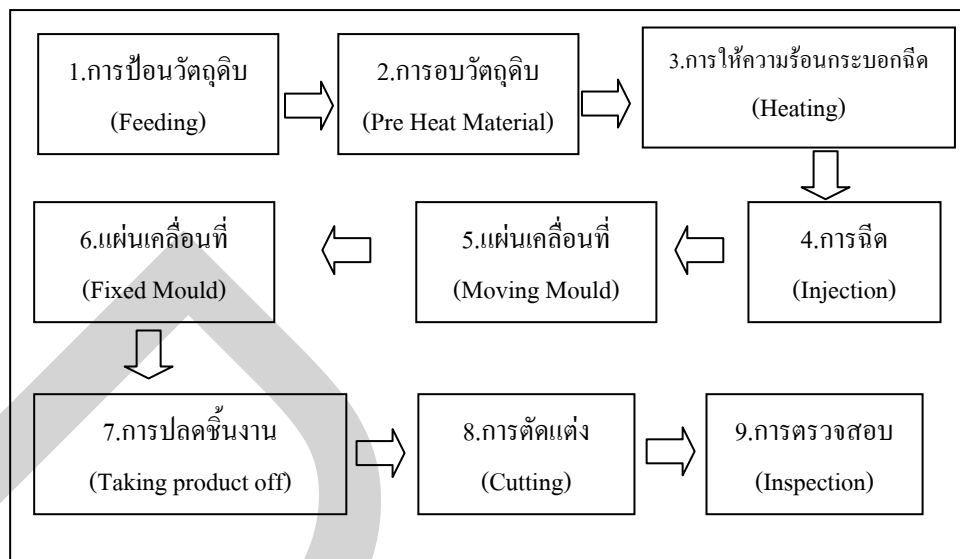 1.การป้อนวัตถุดิบ
(Feeding)
2.การอบวัตถุดิบ
(Pre Heat Material)
3.การให้ความร้อนกระบอกฉีด
(Heating)
4.การฉีด
(Injection)
5.แผ่นเคลื่อนที่
(Moving Mould)
6.แผ่นเคลื่อนที่
(Fixed Mould)
7.การปลดชิ้นงาน
(Taking product off)
8.การตัดแต่ง
(Cutting)
9.การตรวจสอบ
(Inspection)